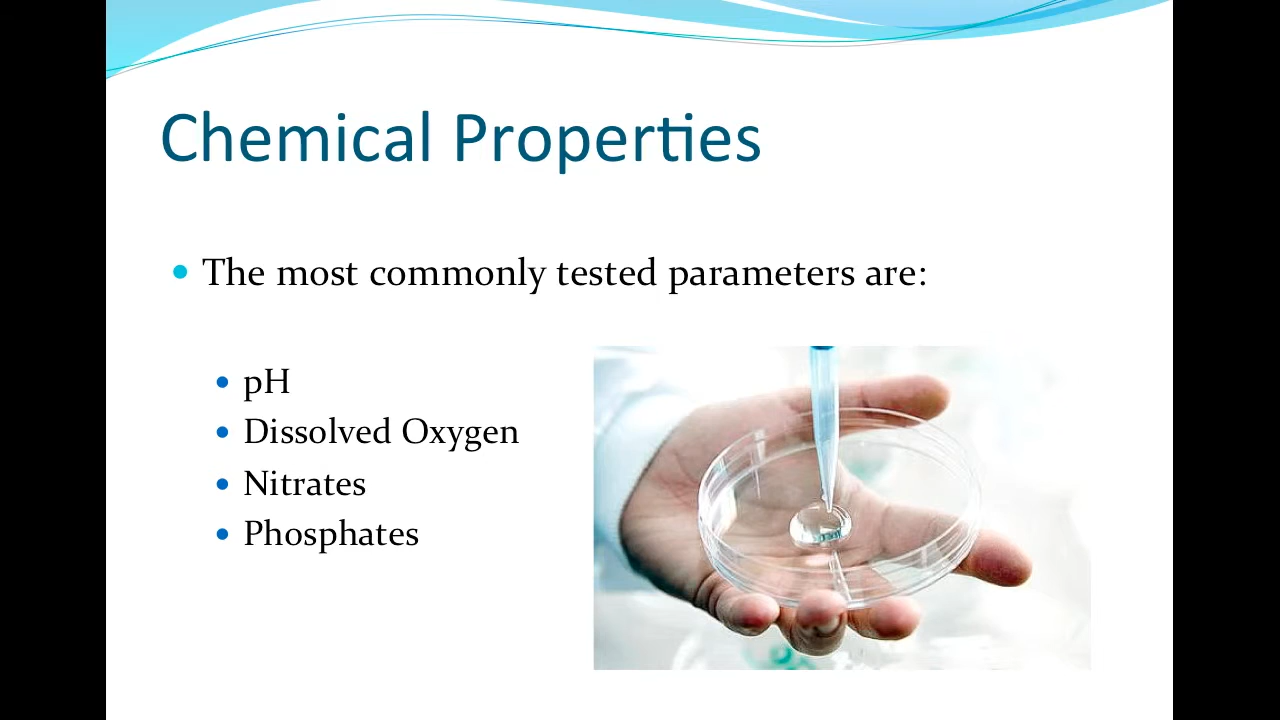 Chemical Properties
The most commonly tested parameters are:
pH
Dissolved Oxygen
Nitrates
Phosphates